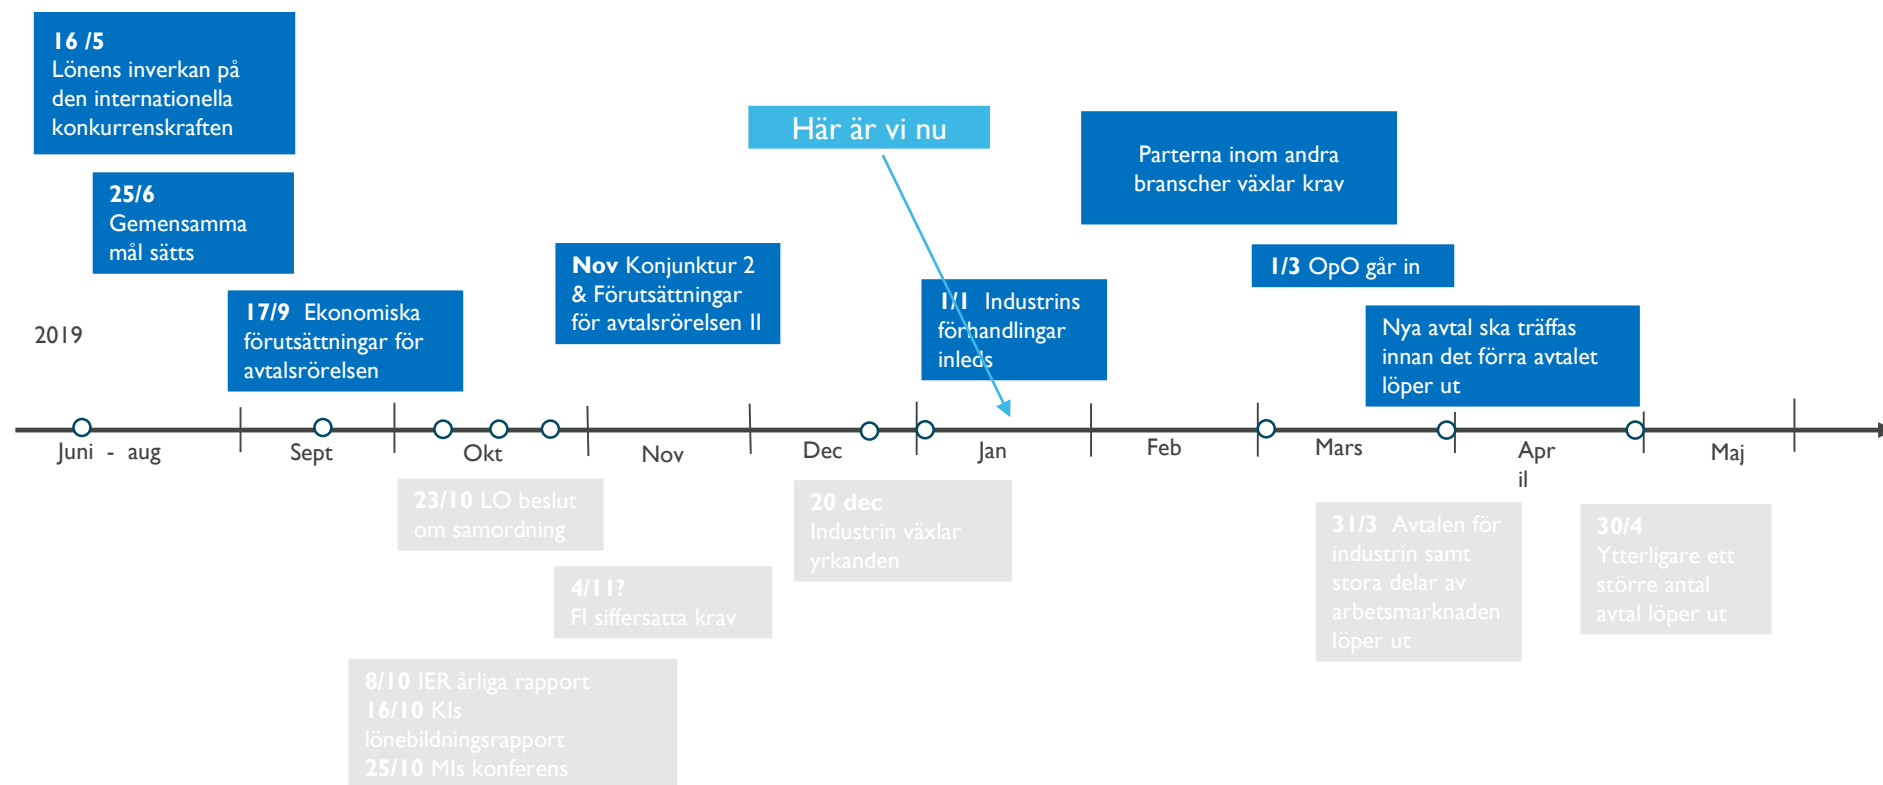 16 /5
Lönens inverkan på
den internationella
konkurrenskraften
25/6
Gemensamma
mål sätts
17/9 Ekonomiska
förutsättningar för
avtalsrörelsen
2019
Nov Konjunktur 2
& Förutsättningar
för avtalsrörelsen II
Här är vi nu
1/1 Industrins
förhandlingar
inleds
Parterna inom andra
branscher växlar krav
1/3 OpO går in
Nya avtal ska träffas
innan det förra avtalet
löper ut
Juni - aug
Sept
Okt
Nov
Dec
Jan
Feb
Mars
Apr
il
Maj
23/10 LO beslut
om samordning
4/11?
FI siffersatta krav
8/10 IER årliga rapport
16/10 KIs
lönebildningsrapport
25/10 MIs konferens
20 dec
Industrin växlar
yrkanden
31/3 Avtalen för
industrin samt
stora delar av
arbetsmarknaden
löper ut
30/4
Ytterligare ett
större antal
avtal löper ut